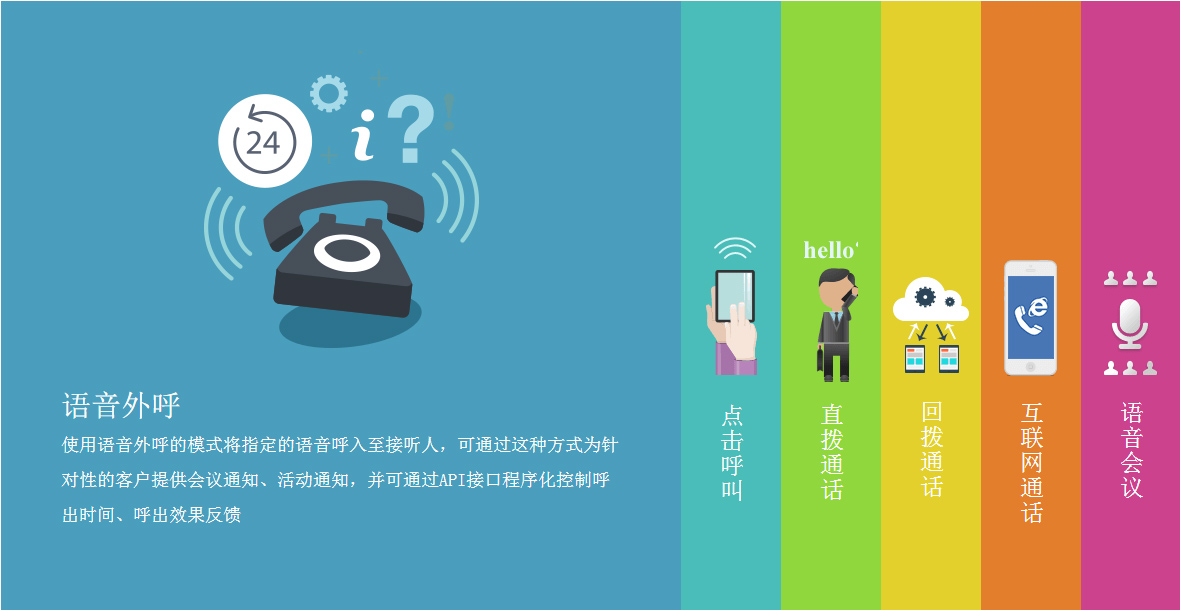 24
i?
语音外呼
使用语音外呼的模式将指定的语音呼入至接听人，可通过这种方式为针
对性的客户提供会议通知、活动通知，并可通过API接口程序化控制呼
出时间、呼出效果反馈
点击呼叫
hello
直拨通话
回拨通话
互联网通话
语音会议